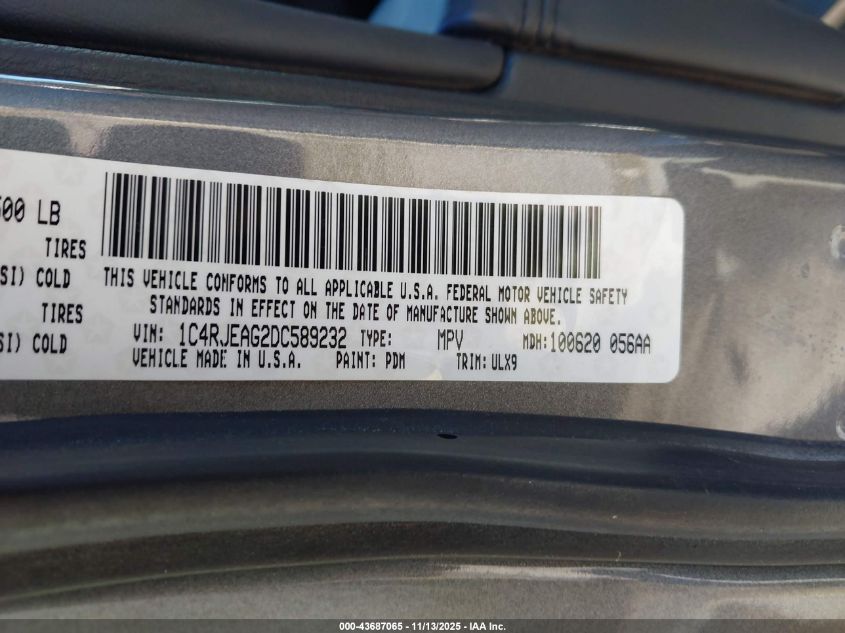 500 LB
TIRES
SI) COLD
THIS VEHICLE CONFORMS TO ALL APPLICABLE U.S.A. FEDERAL MOTOR VEHICLE SAFETY
STANDARDS IN EFFECT ON THE DATE OF MANUFACTURE SHOWN ABOVE.
TIRES
SI) COLD
VIN: 1C4RJEAG2DC589232 TYPE: MPV MDH:100620 056AA
VEHICLE MADE IN U.S.A. PAINT: PDM TRIM: ULX9
000-43687065 | 11/13/2025 - IAA Inc.